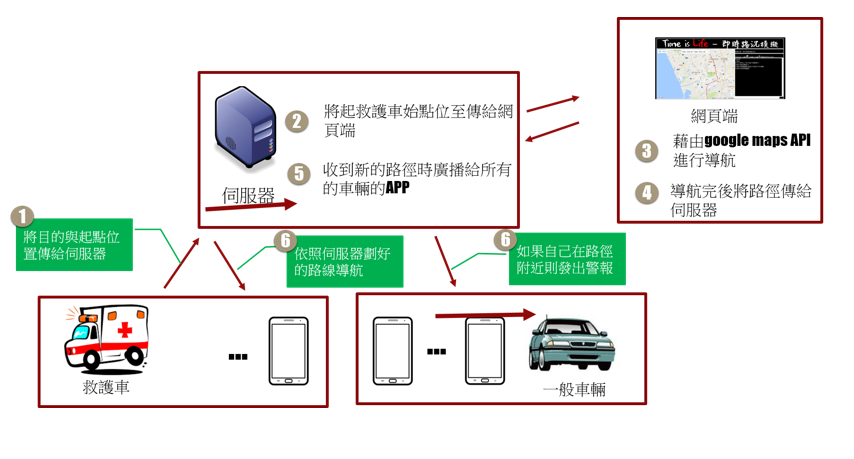 Time is Life - 即時路況模擬
網頁端
3
藉由google maps API
進行導航
4
導航完後將路徑傳給
伺服器
2
將起救護車始點位至傳給網
頁端
5
收到新的路徑時廣播給所有
的車輛的APP
伺服器
1
將目的與起點位
置傳給伺服器
6
依照伺服器劃好
的路線導航
6
如果自己在路徑
附近則發出警報
...
救護車
...
一般車輛